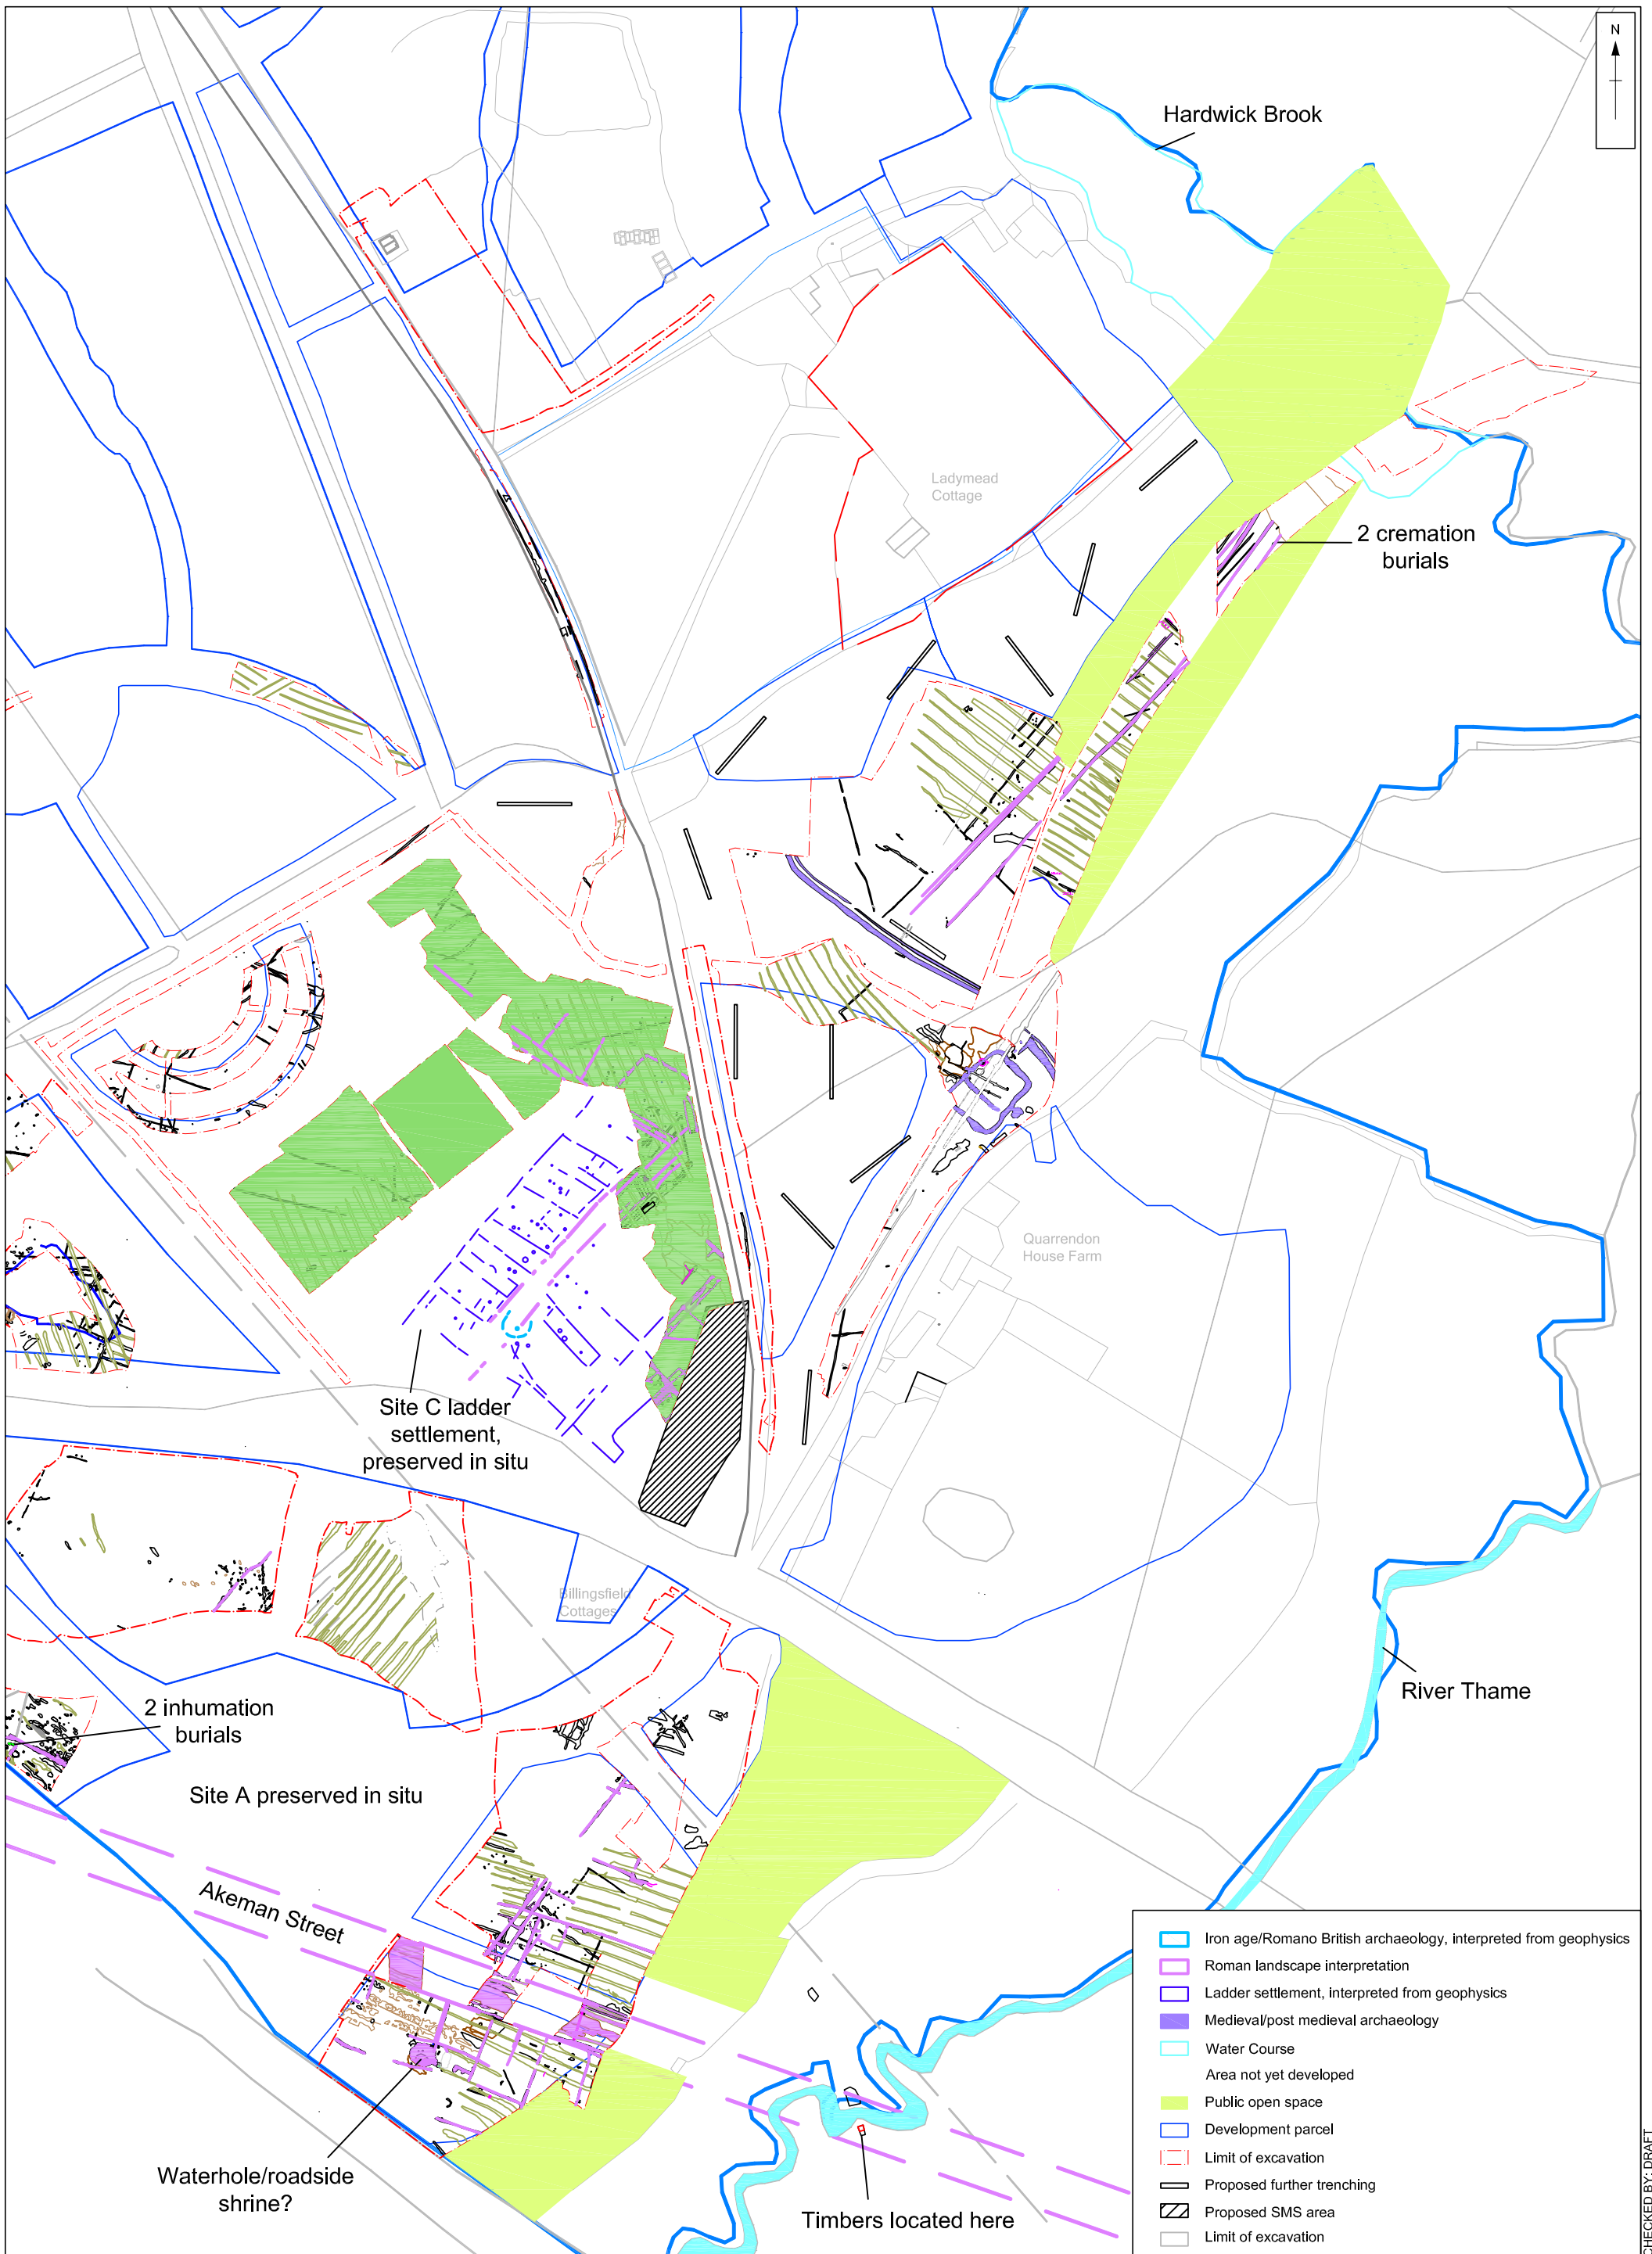 N
Hardwick Brook
Ladymead
Cottage
2 cremation
burials
Quarrendon
House Farm
Site C ladder
settlement,
preserved in situ
Billingsfield
Cottages
River Thame
2 inhumation
burials
Site A preserved in situ
Akeman Street
Waterhole/roadside
shrine?
Timbers located here
Iron age/Romano British archaeology, interpreted from geophysics
Roman landscape interpretation
Ladder settlement, interpreted from geophysics
Medieval/post medieval archaeology
Water Course
Area not yet developed
Public open space
Development parcel
Limit of excavation
Proposed further trenching
Proposed SMS area
Limit of excavation
CHECKED BY: DRAFT